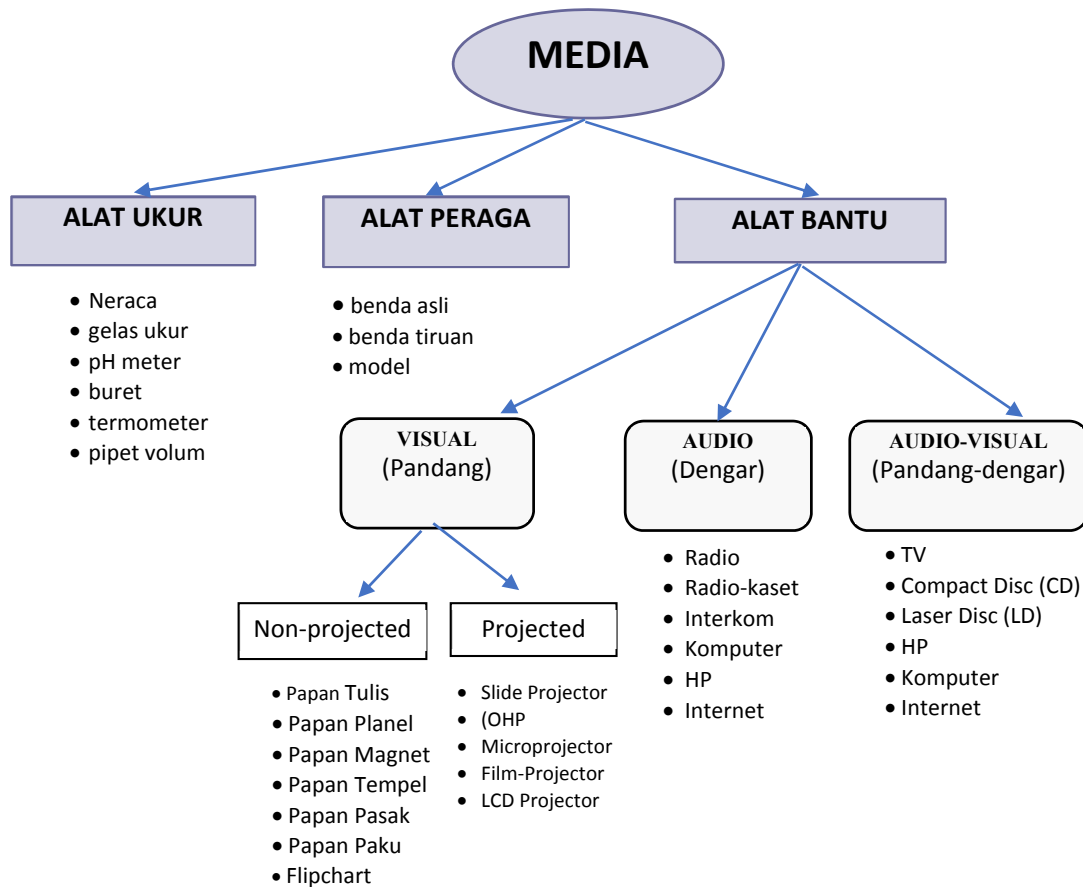 MEDIA
ALAT UKUR
ALAT PERAGA
ALAT BANTU
• Neraca
• gelas ukur
• pH meter
• buret
• termometer
• pipet volum
• benda asli
• benda tiruan
• model
VISUAL
(Pandang)
AUDIO
(Dengar)
AUDIO-VISUAL
(Pandang-dengar)
Non-projected
Projected
• Papan Tulis
• Papan Planel
• Papan Magnet
• Papan Tempel
• Papan Pasak
• Papan Paku
• Flipchart
• Slide Projector
• (OHP
• Microprojector
• Film-Projector
• LCD Projector
• Radio
• Radio-kaset
• Interkom
• Komputer
• HP
• Internet
• TV
• Compact Disc (CD)
• Laser Disc (LD)
• HP
• Komputer
• Internet